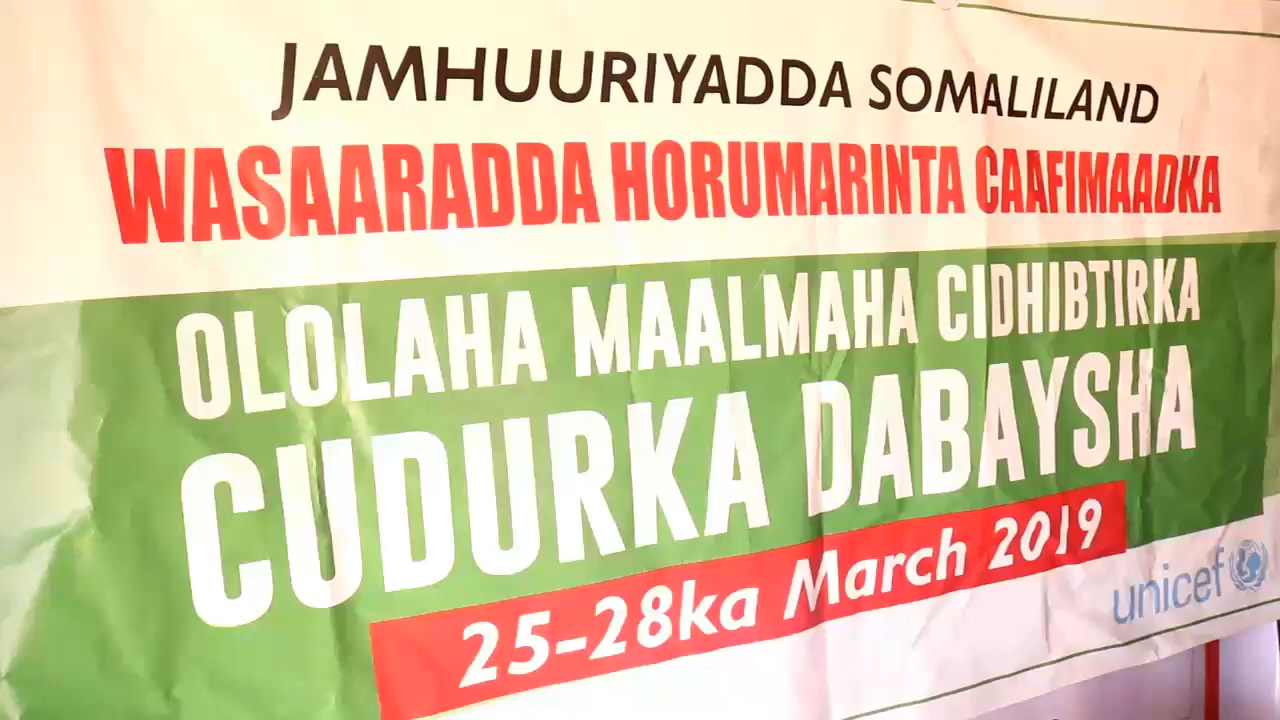 JAMHUURIYADDA SOMALILAND
WASAARADDA HORUMARINTA CAAFIMAADKA
OLOLAHA MAALMAHA CIDHIBTIRKA
CUDURKA DABAYSHA
25-28ka March 2019
unicef